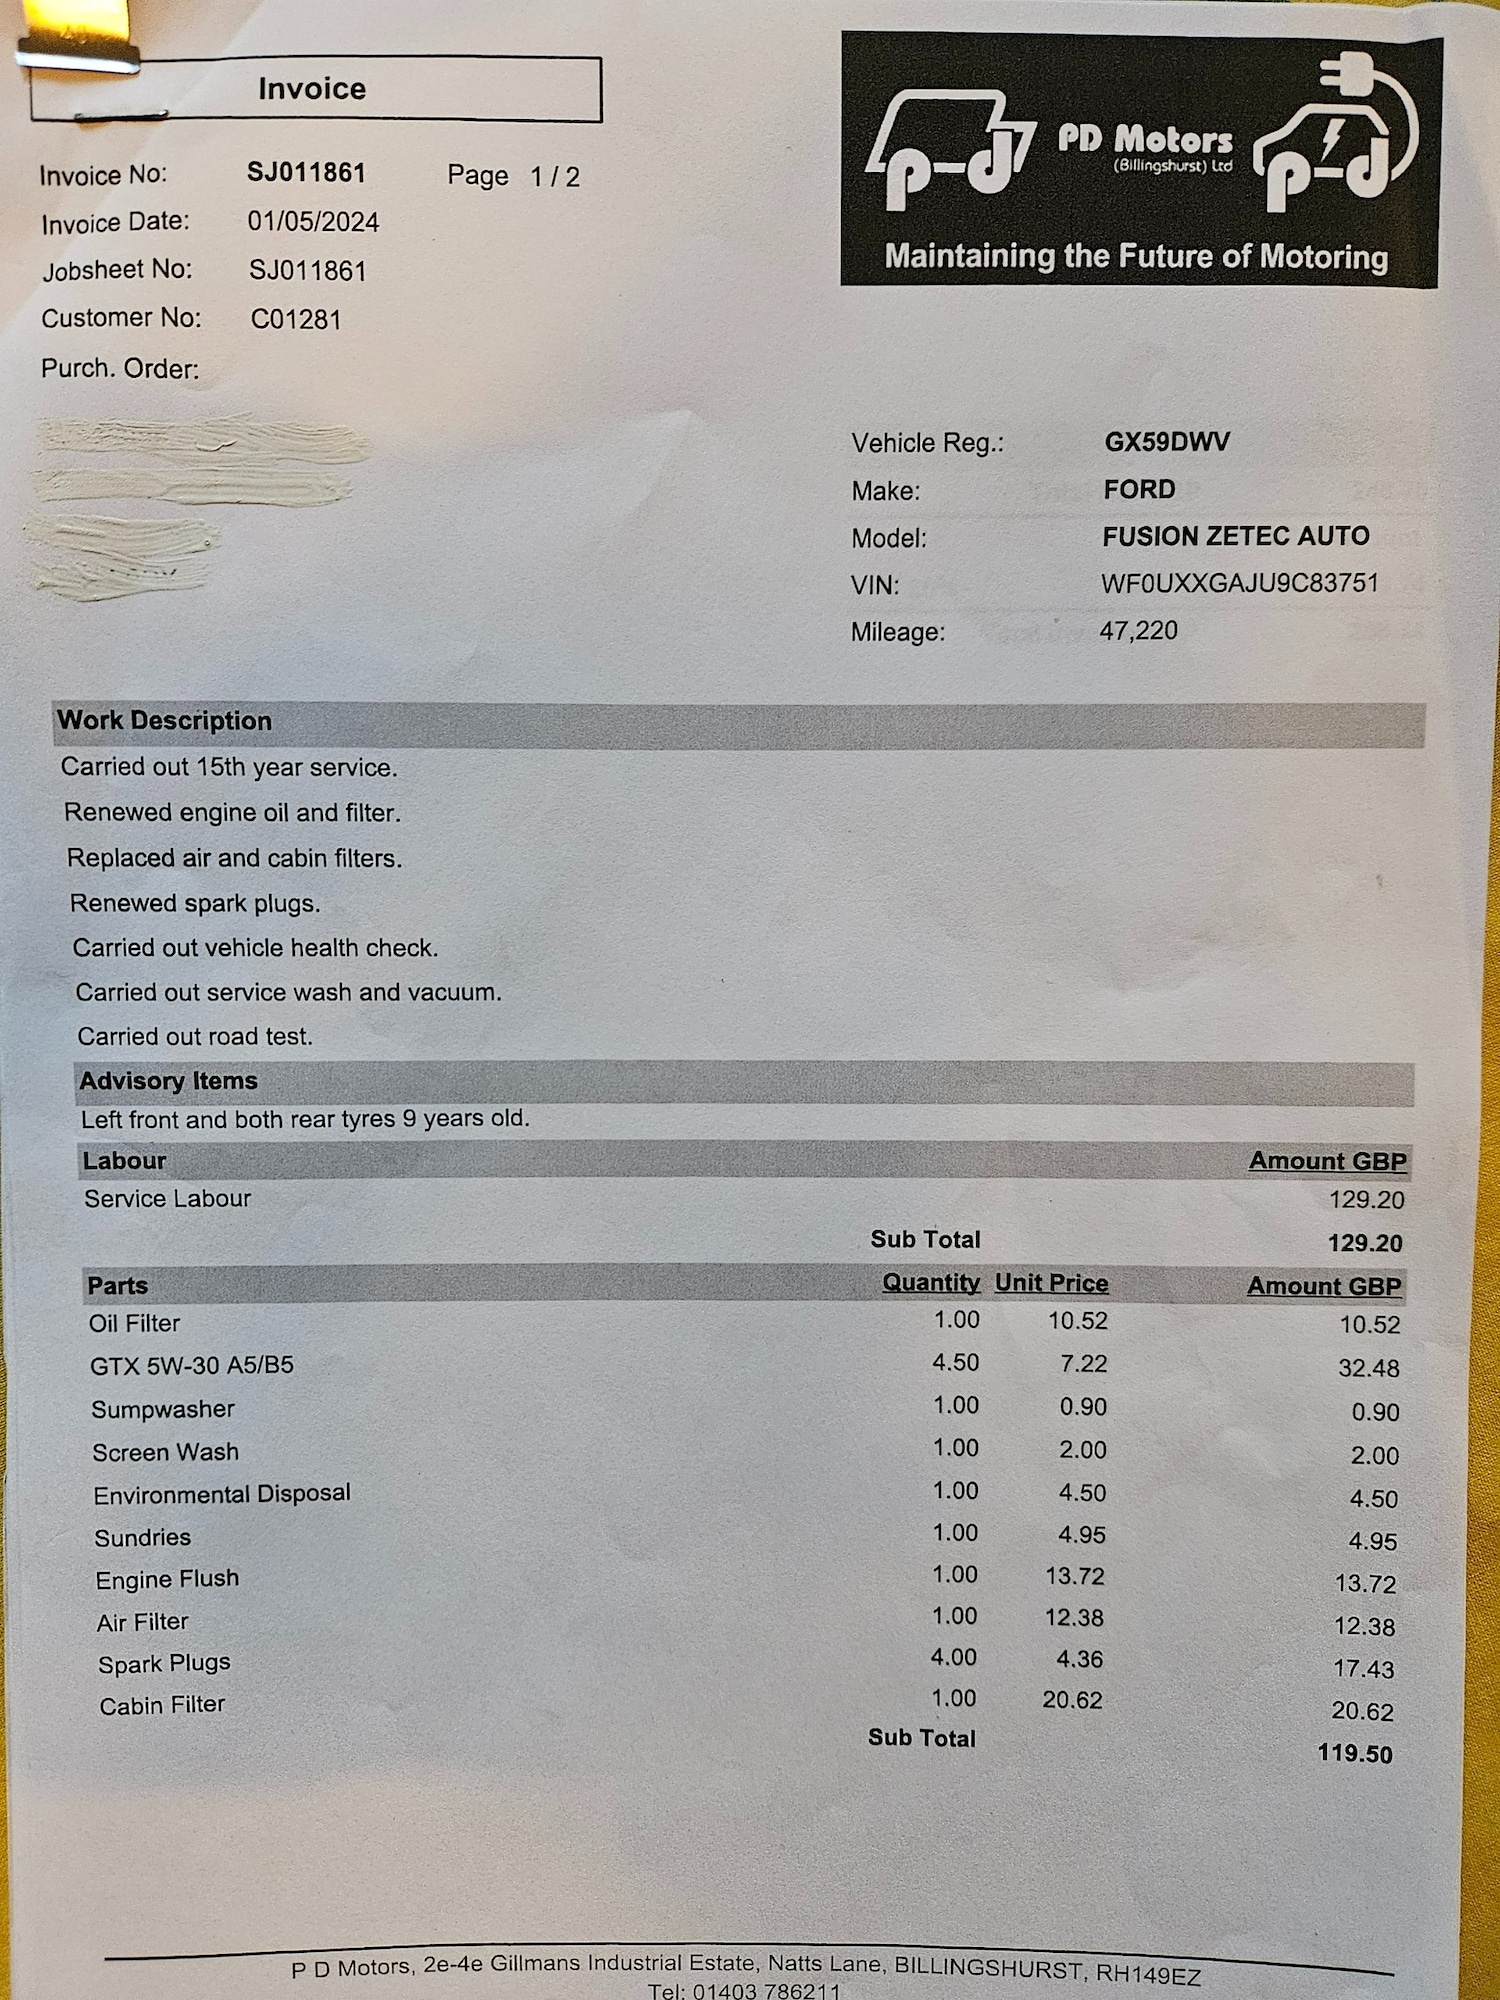 Invoice
Invoice No: SJ011861 Page 1 / 2
Invoice Date: 01/05/2024
Jobsheet No: SJ011861
Customer No: C01281
Purch. Order:
p-d PD Motors p-d
(Billingshurst) Ltd
Maintaining the Future of Motoring
Vehicle Reg.: GX59DWV
Make: FORD
Model: FUSION ZETEC AUTO
VIN: WF0UXXGAJU9C83751
Mileage: 47,220
Work Description
Carried out 15th year service.
Renewed engine oil and filter.
Replaced air and cabin filters.
Renewed spark plugs.
Carried out vehicle health check.
Carried out service wash and vacuum.
Carried out road test.
Advisory Items
Left front and both rear tyres 9 years old.
Labour Amount GBP
Service Labour 129.20
Sub Total 129.20
Parts Quantity Unit Price Amount GBP
Oil Filter 1.00 10.52 10.52
GTX 5W-30 A5/B5 4.50 7.22 32.48
Sumpwasher 1.00 0.90 0.90
Screen Wash 1.00 2.00 2.00
Environmental Disposal 1.00 4.50 4.50
Sundries 1.00 4.95 4.95
Engine Flush 1.00 13.72 13.72
Air Filter 1.00 12.38 12.38
Spark Plugs 4.00 4.36 17.43
Cabin Filter 1.00 20.62 20.62
Sub Total 119.50
P D Motors, 2e-4e Gillmans Industrial Estate, Natts Lane, BILLINGSHURST, RH149EZ
Tel: 01403 786211